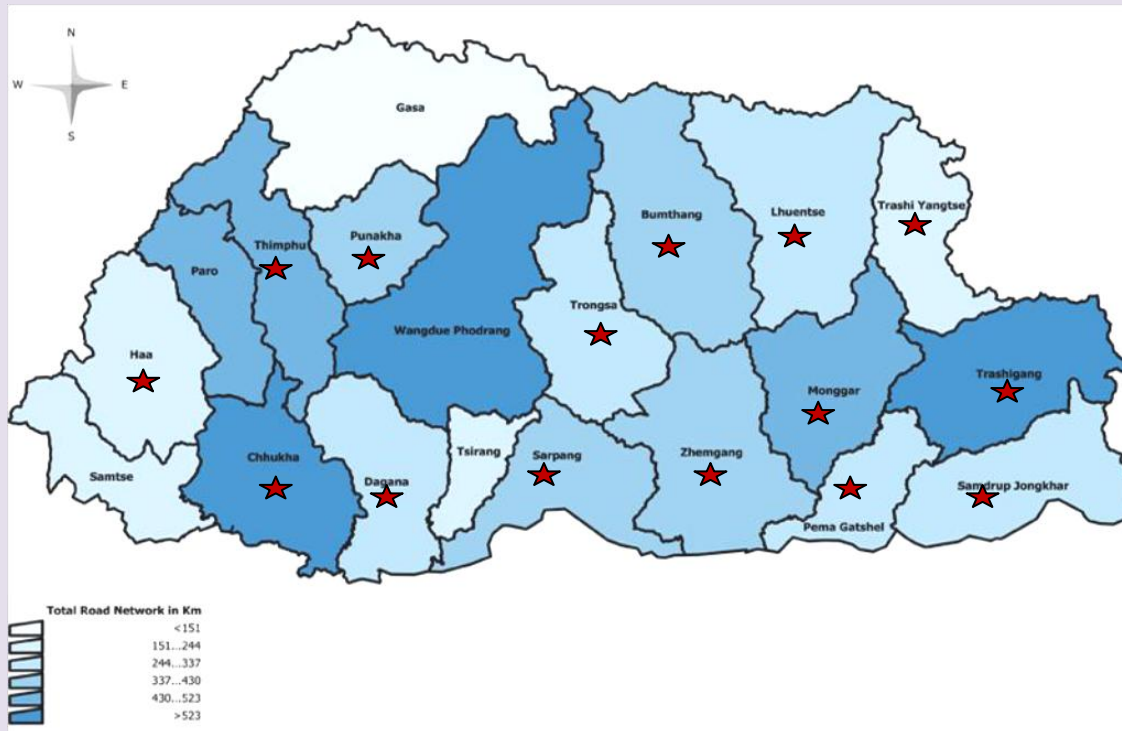 N
W
E
S
Gasa
Bumthang
Lhuentse
Trashi Yangtse
Punakha
Thimphu
Paro
Trongsa
Wangdue Phodrang
Haa
Trashigang
Monggar
Tsirang
Sarpang
Zhemgang
Chhukha
Samtse
Dagana
Samdrup Jongkhar
Pema Gatshel
Total Road Network in Km
<151
151...244
244...337
337...430
430...523
>523